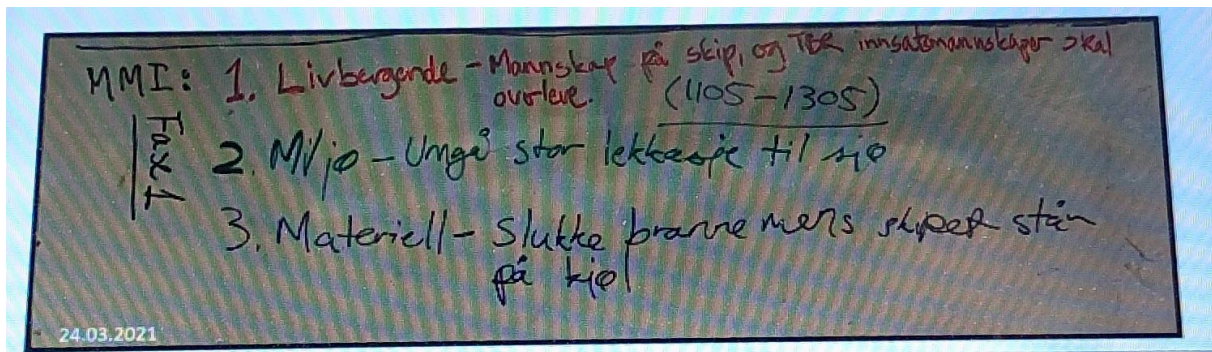 MMI: 1. Livbergende - Mannskap på skip, og TBR innsatsmannskaper skal
overleve. (1105-1305)
Fase 1
2. Miljø - Unngå stor lekkasje til sjø
3. Materiell - Slukke brann mens skipet står
på kjøl
24.03.2021